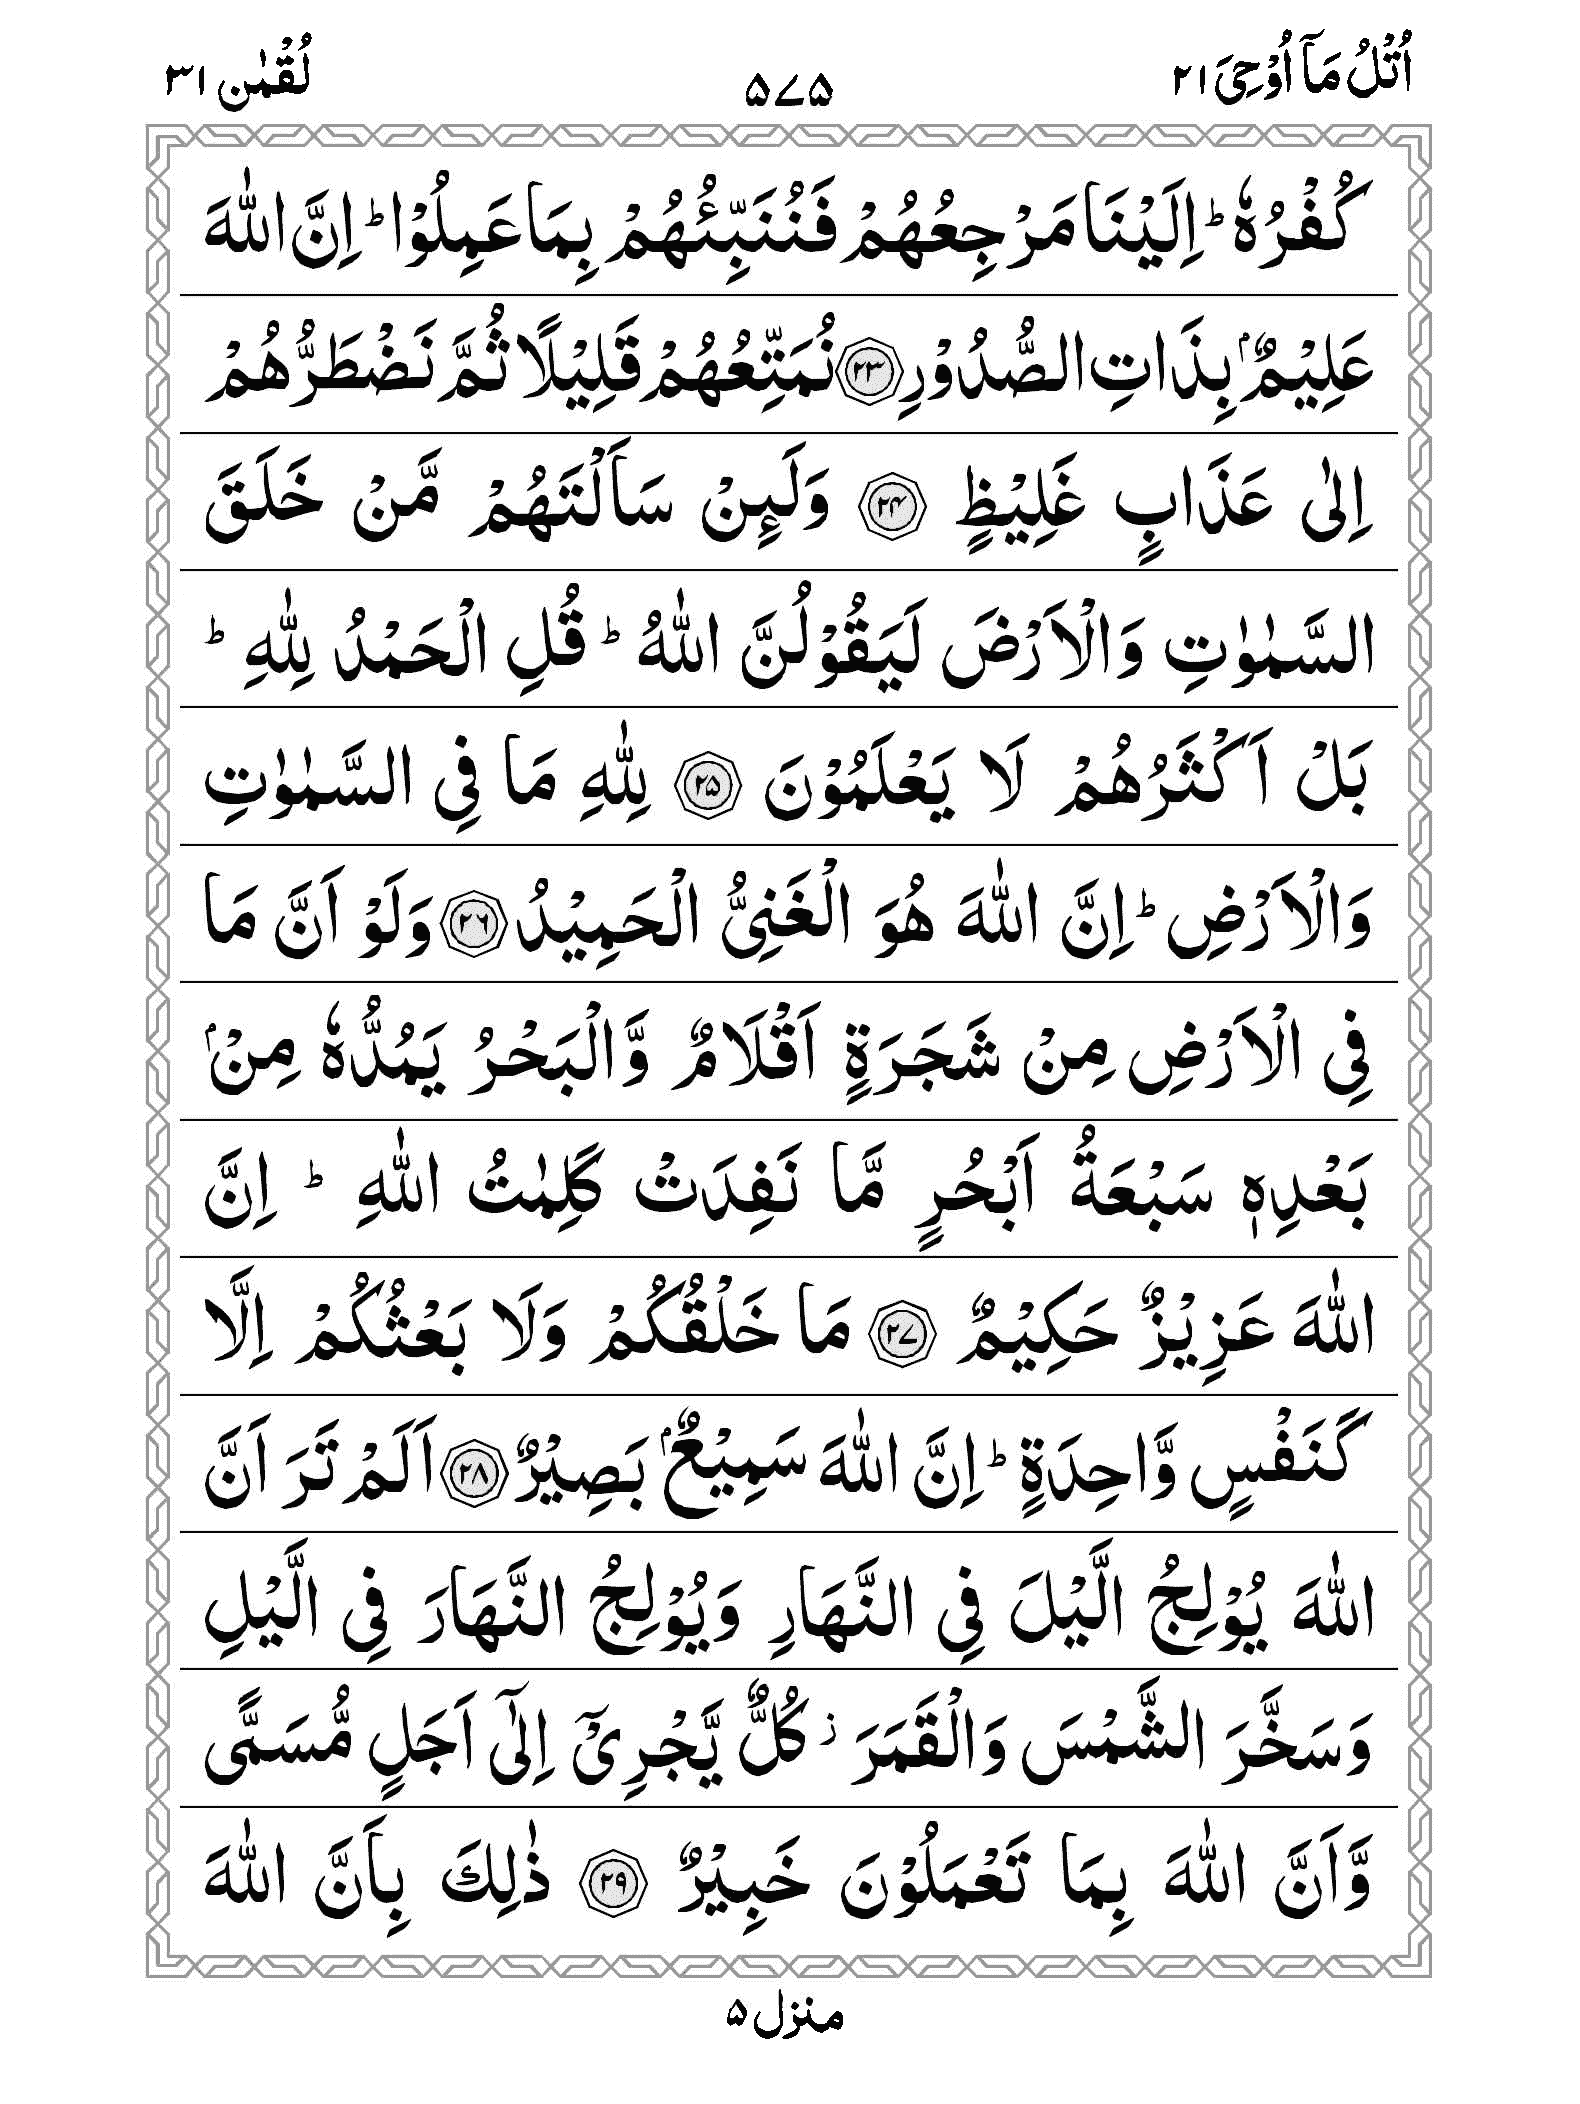 اُتْلُ مَاۤ اُوْحِیَ ۲۱ ۵۷۵ لُقْمٰن ۳۱
كُفْرُهٗ ؕ اِلَیْنَا مَرْجِعُهُمْ فَنُنَبِّئُهُمْ بِمَا عَمِلُوْا ؕ اِنَّ اللّٰهَ
عَلِیْمٌۢ بِذَاتِ الصُّدُوْرِ ۲۳ نُمَتِّعُهُمْ قَلِیْلًا ثُمَّ نَضْطَرُّهُمْ
اِلٰی عَذَابٍ غَلِیْظٍ ۲۴ وَلَىِٕنْ سَاَلْتَهُمْ مَّنْ خَلَقَ
السَّمٰوٰتِ وَالْاَرْضَ لَیَقُوْلُنَّ اللّٰهُ ؕ قُلِ الْحَمْدُ لِلّٰهِ ؕ
بَلْ اَكْثَرُهُمْ لَا یَعْلَمُوْنَ ۲۵ لِلّٰهِ مَا فِی السَّمٰوٰتِ
وَالْاَرْضِ ؕ اِنَّ اللّٰهَ هُوَ الْغَنِیُّ الْحَمِیْدُ ۲۶ وَلَوْ اَنَّ مَا
فِی الْاَرْضِ مِنْ شَجَرَةٍ اَقْلَامٌ وَّالْبَحْرُ یَمُدُّهٗ مِنْۢ
بَعْدِهٖ سَبْعَةُ اَبْحُرٍ مَّا نَفِدَتْ كَلِمٰتُ اللّٰهِ ؕ اِنَّ
اللّٰهَ عَزِیْزٌ حَكِیْمٌ ۲۷ مَا خَلْقُكُمْ وَلَا بَعْثُكُمْ اِلَّا
كَنَفْسٍ وَّاحِدَةٍ ؕ اِنَّ اللّٰهَ سَمِیْعٌۢ بَصِیْرٌ ۲۸ اَلَمْ تَرَ اَنَّ
اللّٰهَ یُوْلِجُ الَّیْلَ فِی النَّهَارِ وَیُوْلِجُ النَّهَارَ فِی الَّیْلِ
وَسَخَّرَ الشَّمْسَ وَالْقَمَرَ ؗ كُلٌّ یَّجْرِیْۤ اِلٰۤی اَجَلٍ مُّسَمًّی
وَّاَنَّ اللّٰهَ بِمَا تَعْمَلُوْنَ خَبِیْرٌ ۲۹ ذٰلِكَ بِاَنَّ اللّٰهَ
منزل ۵